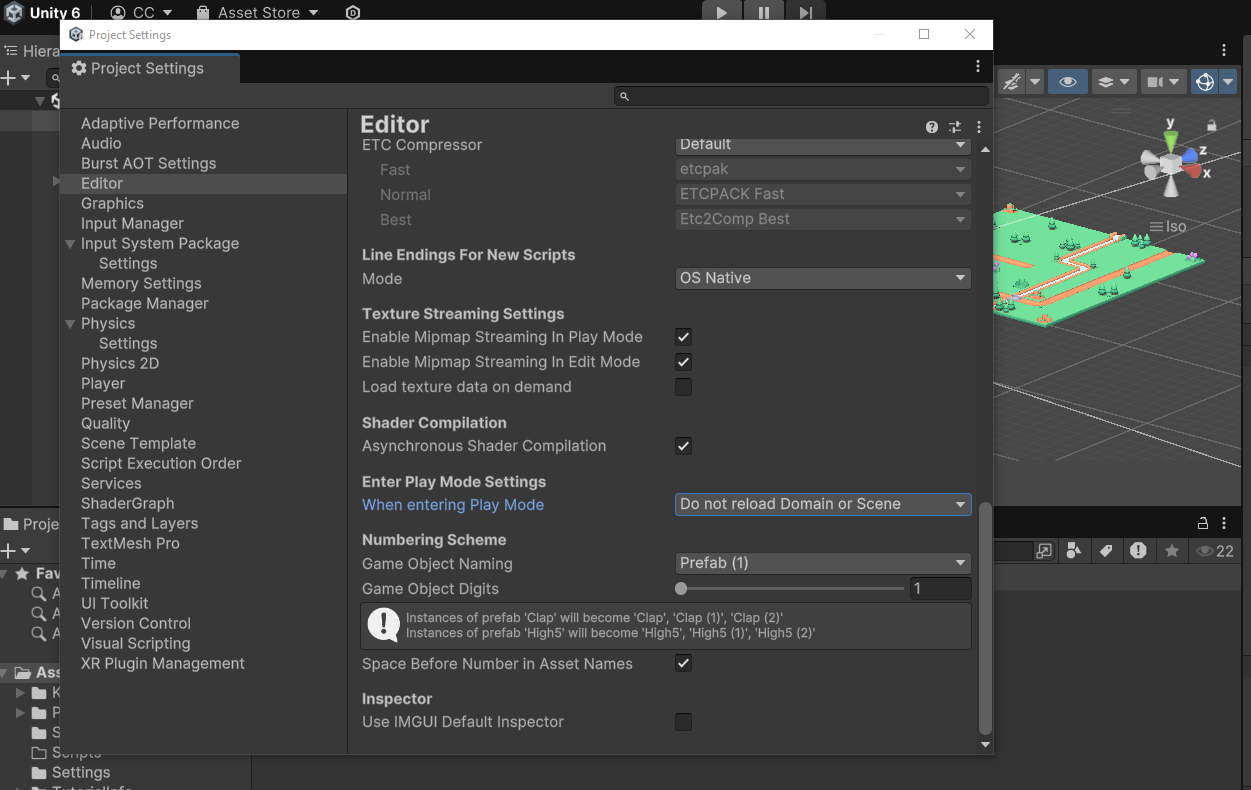 Unity 6
CC
Asset Store
Project Settings
Hiera
Project Settings
Adaptive Performance
Audio
Burst AOT Settings
Editor
Graphics
Input Manager
Input System Package
Settings
Memory Settings
Package Manager
Physics
Settings
Physics 2D
Player
Preset Manager
Quality
Scene Template
Script Execution Order
Services
ShaderGraph
Tags and Layers
TextMesh Pro
Time
Timeline
UI Toolkit
Version Control
Visual Scripting
XR Plugin Management
Editor
ETC Compressor Default
Fast etcpak
Normal ETCPACK Fast
Best Etc2Comp Best
Line Endings For New Scripts
Mode OS Native
Texture Streaming Settings
Enable Mipmap Streaming In Play Mode
Enable Mipmap Streaming In Edit Mode
Load texture data on demand
Shader Compilation
Asynchronous Shader Compilation
Enter Play Mode Settings
When entering Play Mode Do not reload Domain or Scene
Numbering Scheme
Game Object Naming Prefab (1)
Game Object Digits 1
Instances of prefab 'Clap' will become 'Clap', 'Clap (1)', 'Clap (2)'
Instances of prefab 'High5' will become 'High5', 'High5 (1)', 'High5 (2)'
Space Before Number in Asset Names
Inspector
Use IMGUI Default Inspector
y
z
x
Iso
22
Proje
Fav
A
A
A
Ass
K
P
S
Scripts
Settings
TutorialInfo